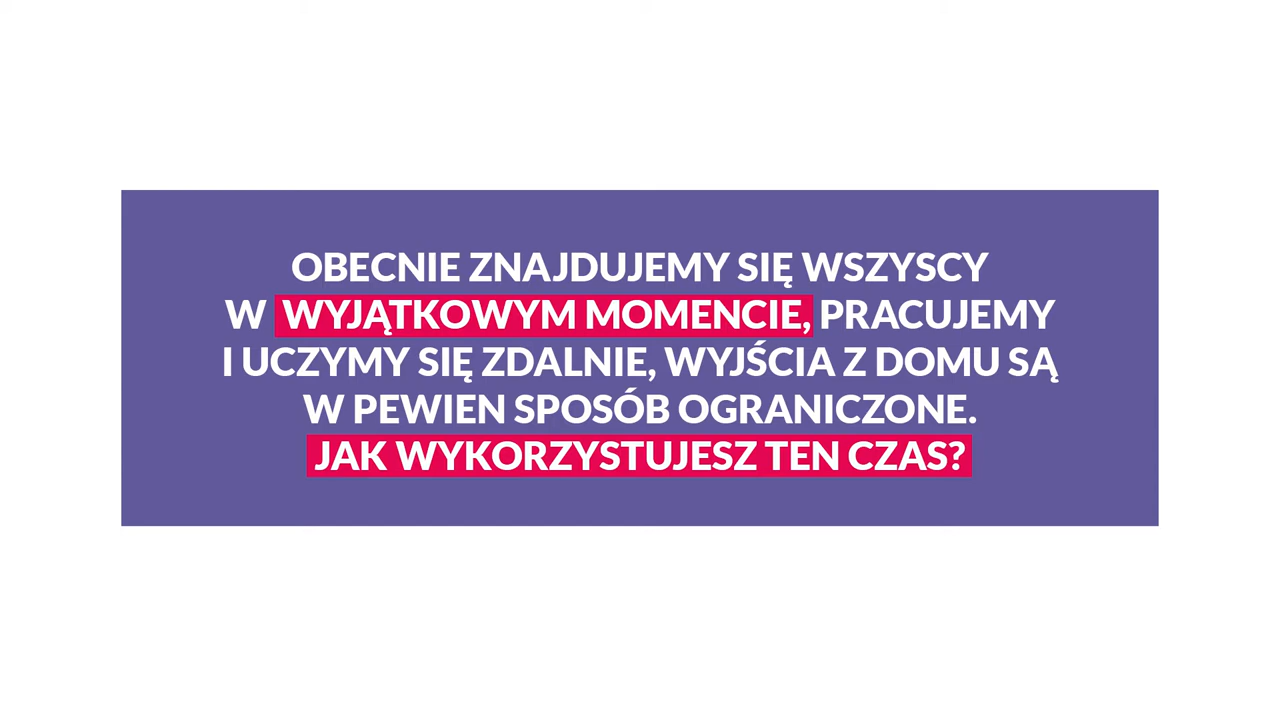 OBECNIE ZNAJDUJEMY SIĘ WSZYSCY
W WYJĄTKOWYM MOMENCIE, PRACUJEMY
I UCZYMY SIĘ ZDALNIE, WYJŚCIA Z DOMU SĄ
W PEWIEN SPOSÓB OGRANICZONE.
JAK WYKORZYSTUJESZ TEN CZAS?